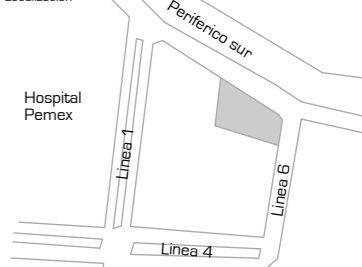 Localización
Periférico sur
Hospital
Pemex
Linea 1
Linea 6
Linea 4